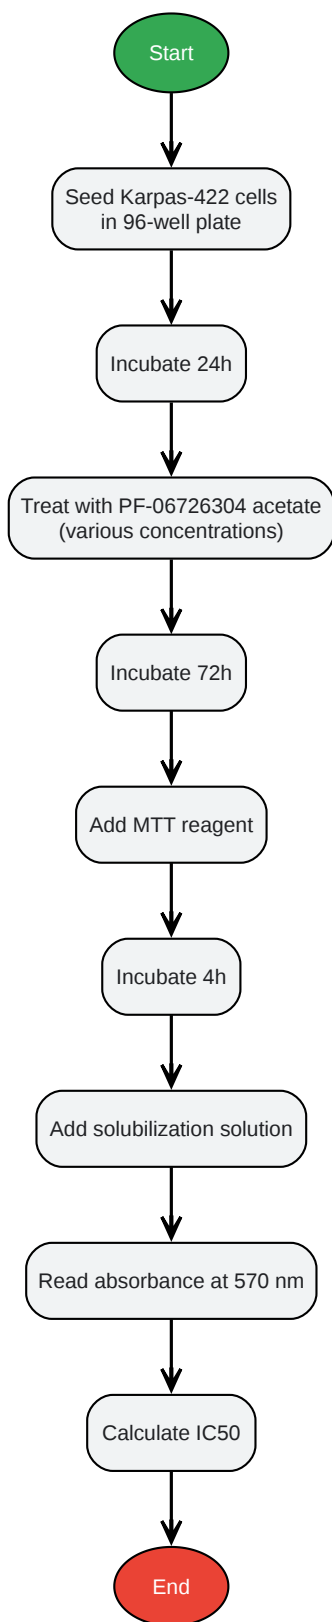 Start
Seed Karpas-422 cells
in 96-well plate
Incubate 24h
Treat with PF-06726304 acetate
(various concentrations)
Incubate 72h
Add MTT reagent
Incubate 4h
Add solubilization solution
Read absorbance at 570 nm
Calculate IC50
End